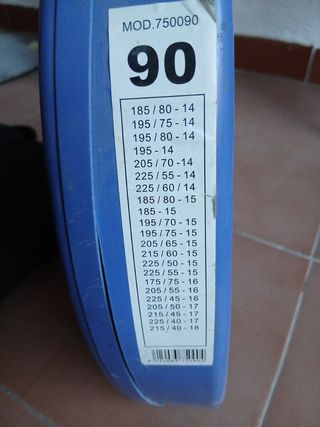 MOD.750090
90
185 / 80 - 14
195 / 75 - 14
195 / 80 - 14
195 - 14
205 / 70 - 14
225 / 55 - 14
225 / 60 / 14
185 / 80 - 15
185 - 15
195 / 70 - 15
195 / 75 - 15
205 / 65 - 15
215 / 60 - 15
225 / 50 - 15
225 / 55 - 15
175 / 75 - 16
205 / 55 - 16
225 / 45 - 16
205 / 50 - 17
215 / 45 - 17
225 / 40 - 17
215 / 40 - 18